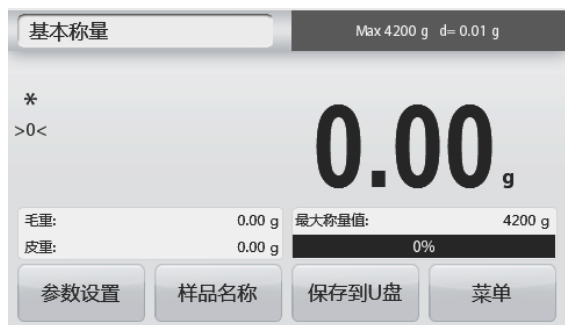 基本称量
Max 4200 g d= 0.01 g
*
>0<
0.00 g
毛重: 0.00 g
皮重: 0.00 g
最大称量值: 4200 g
0%
参数设置 样品名称 保存到U盘 菜单